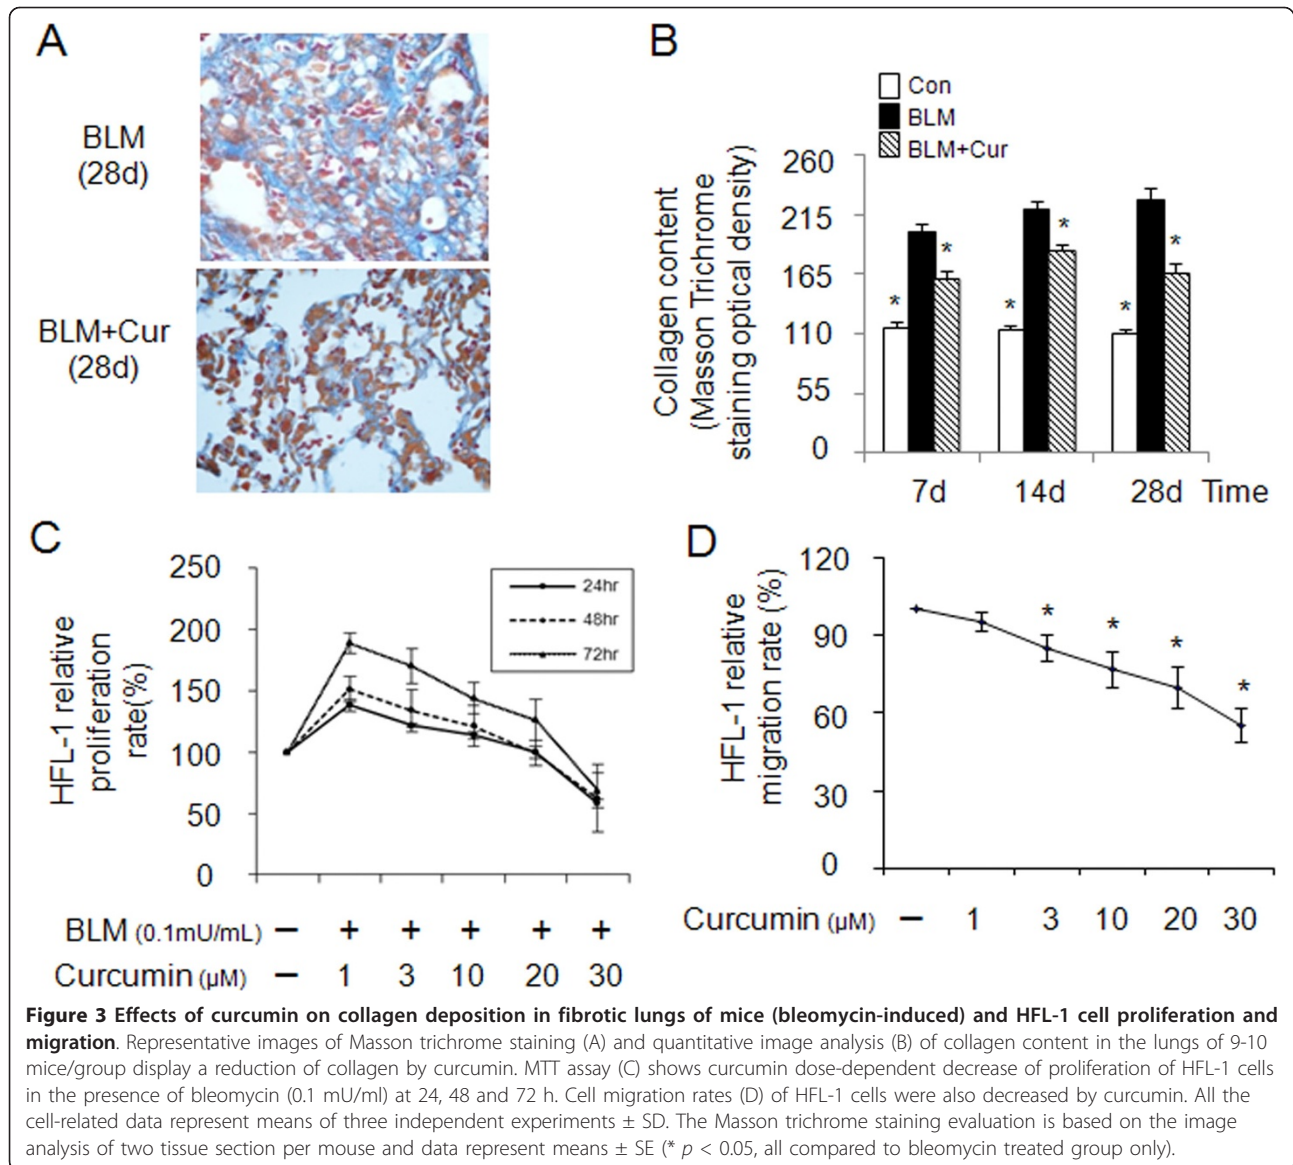 A
BLM
(28d)
BLM+Cur
(28d)
B
Con
BLM
BLM+Cur
Collagen content
(Masson Trichrome
staining optical density)
260
215
165
110
55
0
*
*
*
*
*
*
7d 14d 28d Time
C
HFL-1 relative
proliferation
rate(%)
250
200
150
100
50
0
24hr
48hr
72hr
BLM (0.1mU/mL) − + + + + +
Curcumin (µM) − 1 3 10 20 30
D
HFL-1 relative
migration rate (%)
120
90
60
30
0
*
*
*
*
Curcumin (µM) − 1 3 10 20 30
Figure 3 Effects of curcumin on collagen deposition in fibrotic lungs of mice (bleomycin-induced) and HFL-1 cell proliferation and
migration. Representative images of Masson trichrome staining (A) and quantitative image analysis (B) of collagen content in the lungs of 9-10
mice/group display a reduction of collagen by curcumin. MTT assay (C) shows curcumin dose-dependent decrease of proliferation of HFL-1 cells
in the presence of bleomycin (0.1 mU/ml) at 24, 48 and 72 h. Cell migration rates (D) of HFL-1 cells were also decreased by curcumin. All the
cell-related data represent means of three independent experiments ± SD. The Masson trichrome staining evaluation is based on the image
analysis of two tissue section per mouse and data represent means ± SE (* p < 0.05, all compared to bleomycin treated group only).